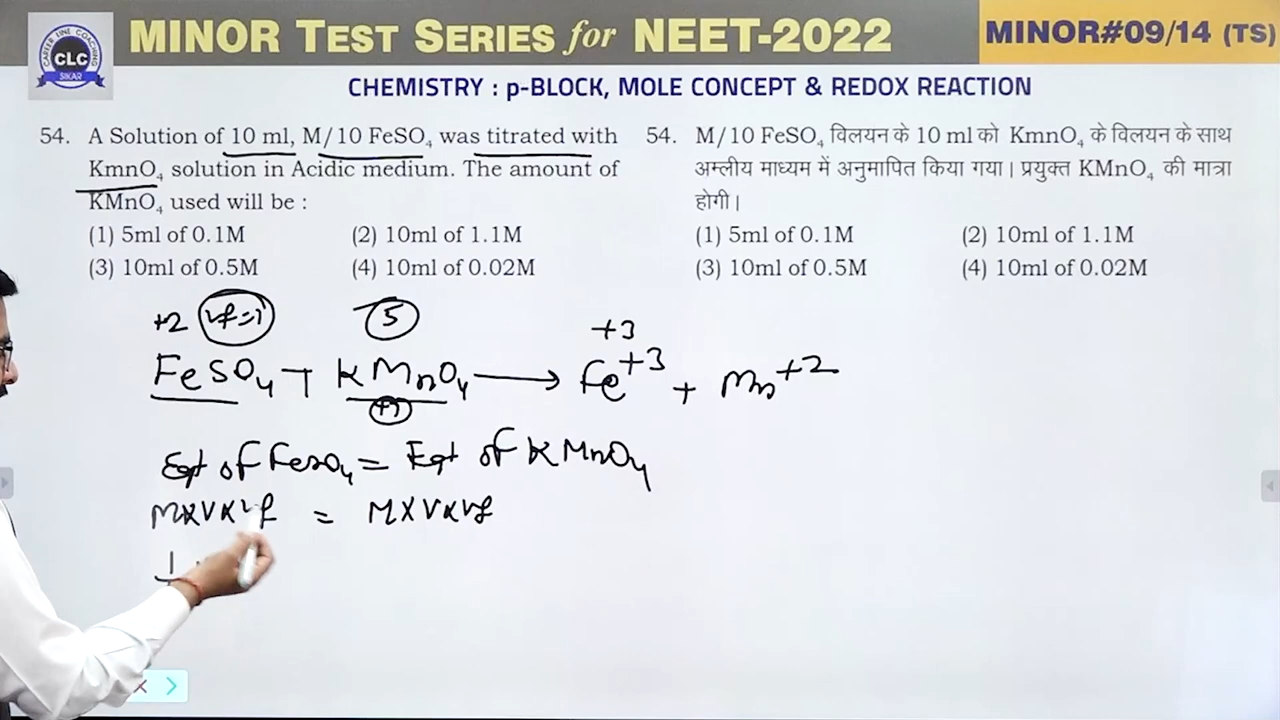 CAREER LINE COACHING
CLC
SIKAR
MINOR TEST SERIES for NEET-2022
MINOR#09/14 (TS)
CHEMISTRY : p-BLOCK, MOLE CONCEPT & REDOX REACTION
54. A Solution of 10 ml, M/10 FeSO₄ was titrated with
KmnO₄ solution in Acidic medium. The amount of
KMnO₄ used will be :
(1) 5ml of 0.1M (2) 10ml of 1.1M
(3) 10ml of 0.5M (4) 10ml of 0.02M
54. M/10 FeSO₄ विलयन के 10 ml को KmnO₄ के विलयन के साथ
अम्लीय माध्यम में अनुमापित किया गया। प्रयुक्त KMnO₄ की मात्रा
होगी।
(1) 5ml of 0.1M (2) 10ml of 1.1M
(3) 10ml of 0.5M (4) 10ml of 0.02M
+2 vf=1 5 +3
FeSO₄ + KMnO₄ ⟶ Fe⁺³ + Mn⁺²
+7
Eqt of FeSO₄ = Eqt of KMnO₄
M×V×vf = M×V×vf
1